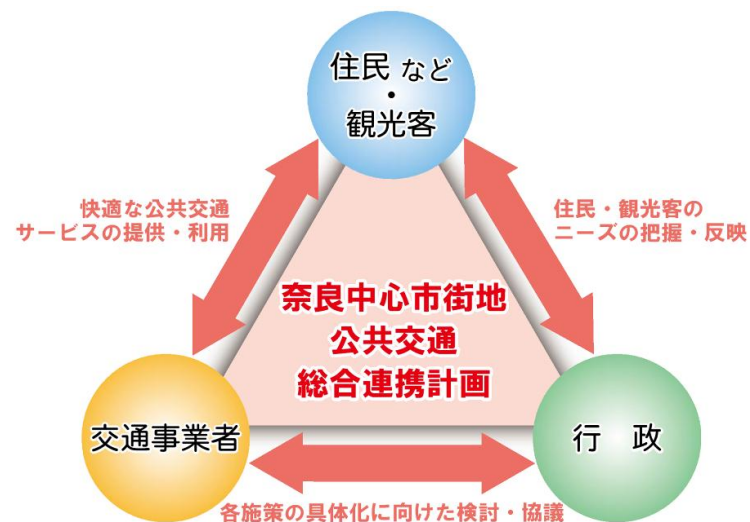 住民 など
・
観光客
快適な公共交通
サービスの提供・利用
住民・観光客の
ニーズの把握・反映
奈良中心市街地
公共交通
総合連携計画
交通事業者
行　政
各施策の具体化に向けた検討・協議